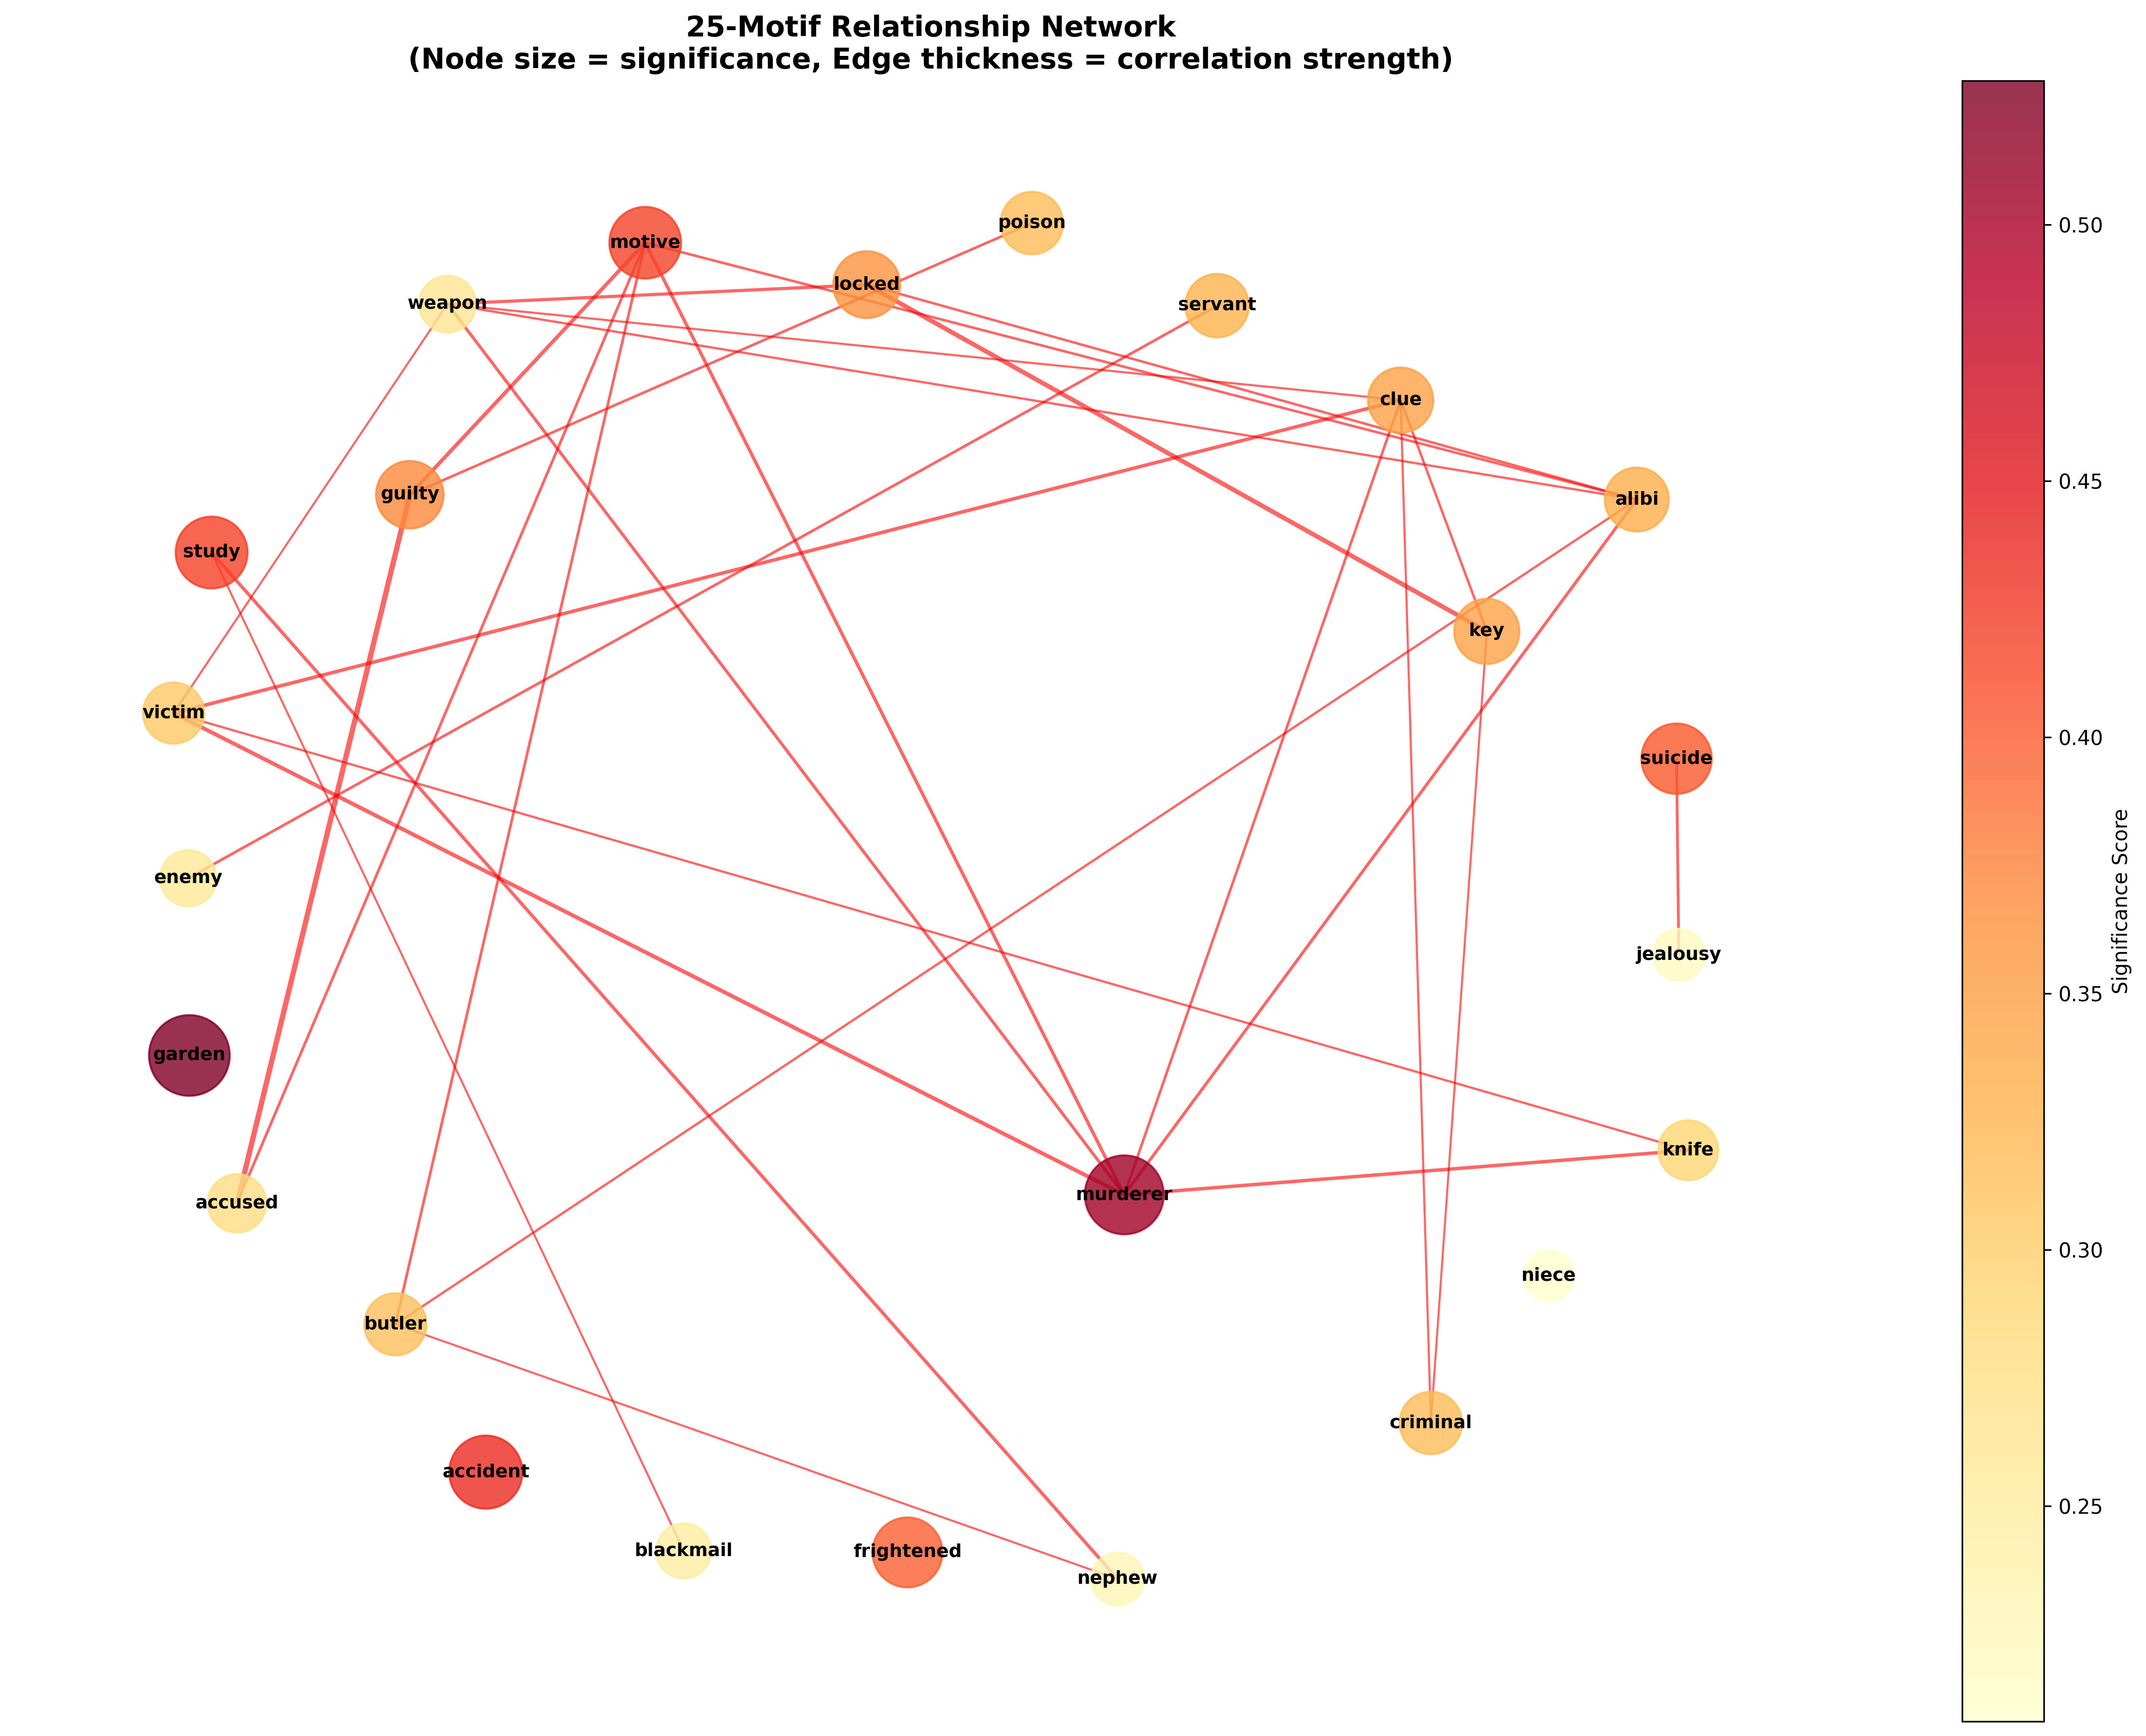 25-Motif Relationship Network
(Node size = significance, Edge thickness = correlation strength)
poison
motive
locked
weapon
servant
clue
guilty
alibi
study
key
victim
suicide
enemy
jealousy
garden
knife
murderer
accused
niece
butler
criminal
accident
blackmail
frightened
nephew
0.50
0.45
0.40
0.35
0.30
0.25
Significance Score